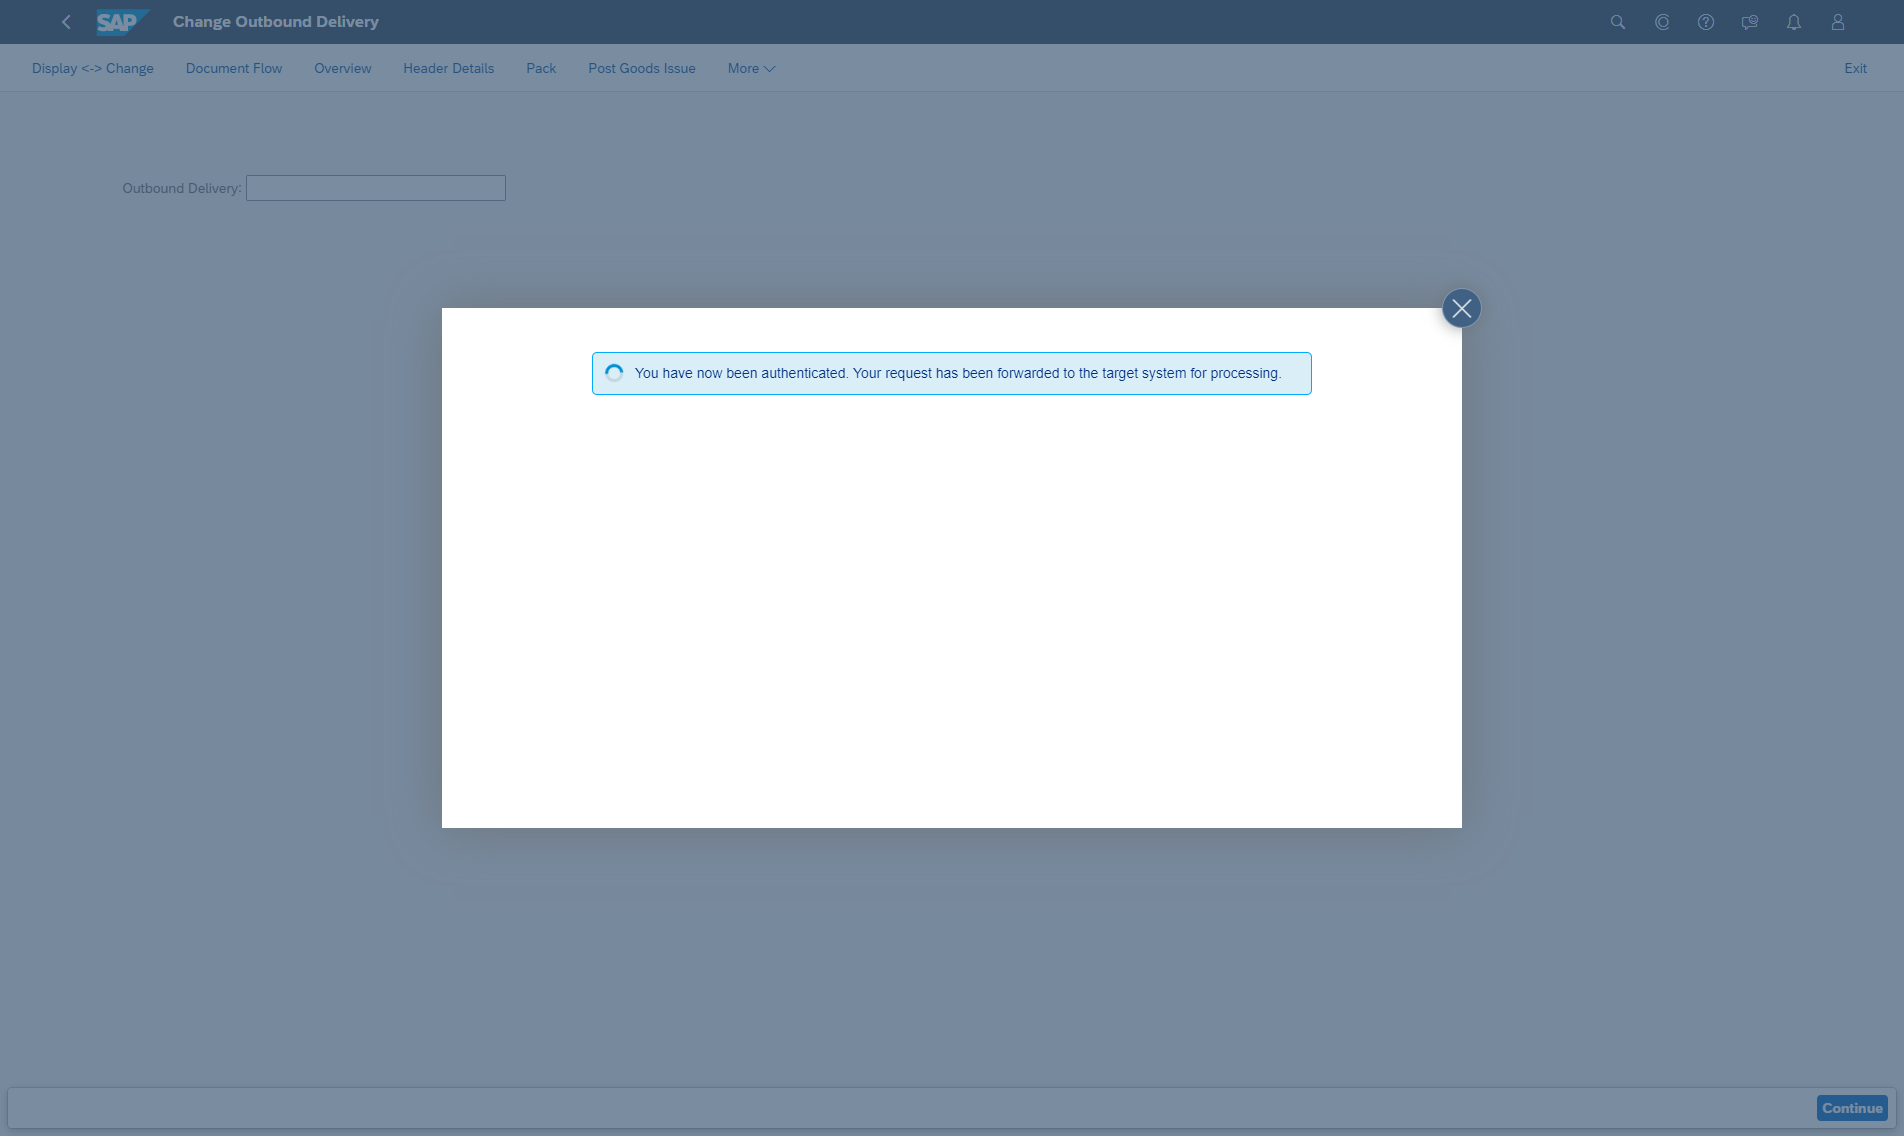 SAP Change Outbound Delivery
Display <-> Change Document Flow Overview Header Details Pack Post Goods Issue More Exit
Outbound Delivery:
You have now been authenticated. Your request has been forwarded to the target system for processing.
Continue